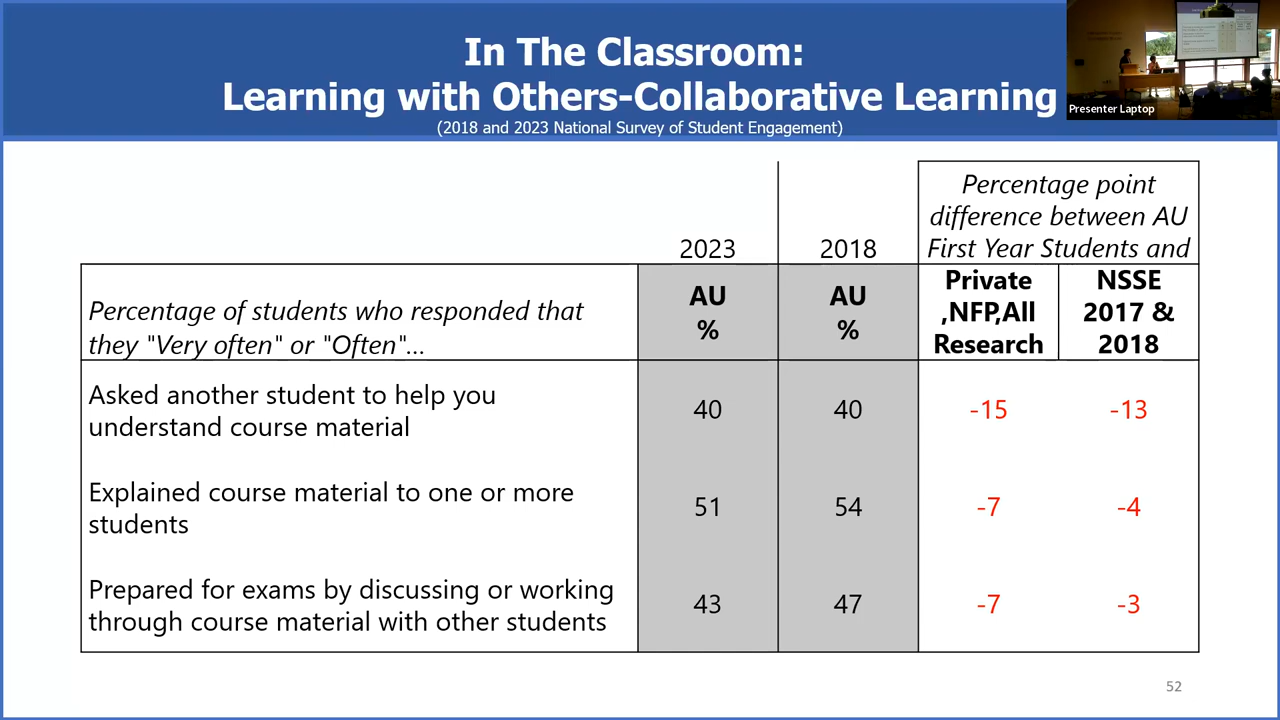 In The Classroom:
Learning with Others-Collaborative Learning
(2018 and 2023 National Survey of Student Engagement)
Presenter Laptop
Percentage point
difference between AU
First Year Students and
2023
2018
Percentage of students who responded that
they "Very often" or "Often"...
AU
%
AU
%
Private
,NFP,All
Research
NSSE
2017 &
2018
Asked another student to help you
understand course material
40
40
-15
-13
Explained course material to one or more
students
51
54
-7
-4
Prepared for exams by discussing or working
through course material with other students
43
47
-7
-3
52